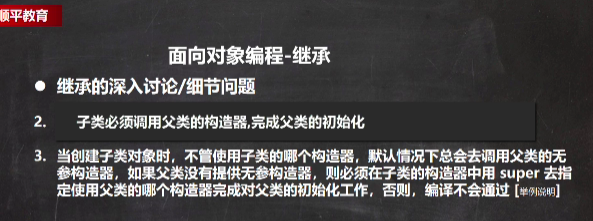 顺平教育
面向对象编程-继承
● 继承的深入讨论/细节问题
2. 子类必须调用父类的构造器,完成父类的初始化
3. 当创建子类对象时，不管使用子类的哪个构造器，默认情况下总会去调用父类的无
参构造器，如果父类没有提供无参构造器，则必须在子类的构造器中用 super 去指
定使用父类的哪个构造器完成对父类的初始化工作，否则，编译不会通过 [举例说明]